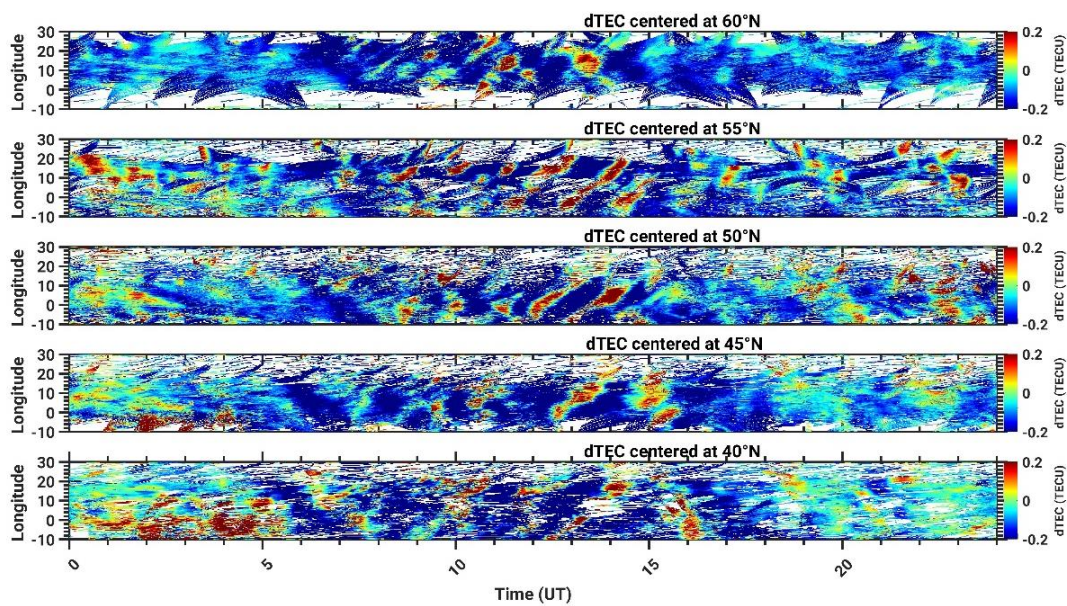 dTEC centered at 60°N
Longitude
30
20
10
0
-10
0.2
0
-0.2
dTEC (TECU)
dTEC centered at 55°N
Longitude
30
20
10
0
-10
0.2
0
-0.2
dTEC (TECU)
dTEC centered at 50°N
Longitude
30
20
10
0
-10
0.2
0
-0.2
dTEC (TECU)
dTEC centered at 45°N
Longitude
30
20
10
0
-10
0.2
0
-0.2
dTEC (TECU)
dTEC centered at 40°N
Longitude
30
20
10
0
-10
0.2
0
-0.2
dTEC (TECU)
0 5 10 15 20
Time (UT)